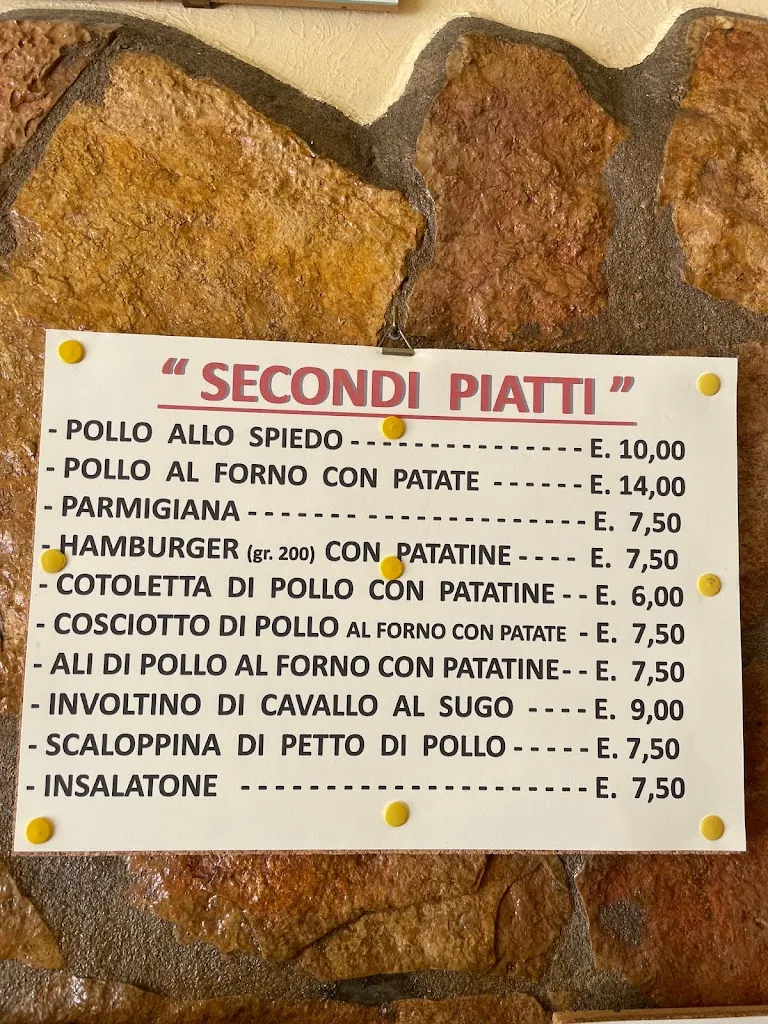 “ SECONDI PIATTI ”
- POLLO ALLO SPIEDO - - - - - - - - - - - - - - - E. 10,00
- POLLO AL FORNO CON PATATE - - - - - - E. 14,00
- PARMIGIANA - - - - - - - - - - - - - - - - - - - - - - E. 7,50
- HAMBURGER (gr. 200) CON PATATINE - - - - E. 7,50
- COTOLETTA DI POLLO CON PATATINE - - E. 6,00
- COSCIOTTO DI POLLO AL FORNO CON PATATE - E. 7,50
- ALI DI POLLO AL FORNO CON PATATINE- - E. 7,50
- INVOLTINO DI CAVALLO AL SUGO - - - - E. 9,00
- SCALOPPINA DI PETTO DI POLLO - - - - - E. 7,50
- INSALATONE - - - - - - - - - - - - - - - - - - - - - - E. 7,50